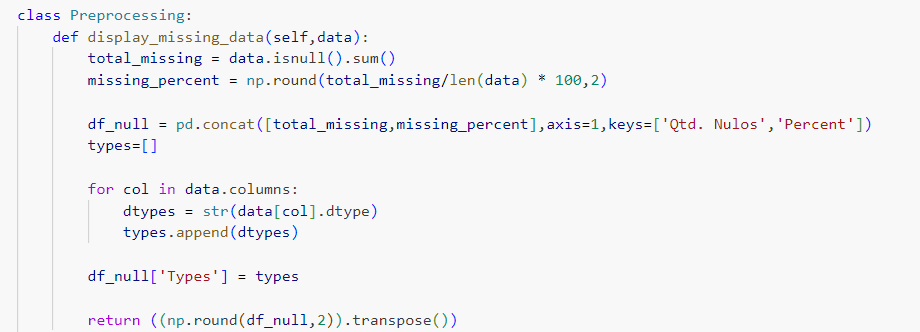 class Preprocessing:
    def display_missing_data(self,data):
        total_missing = data.isnull().sum()
        missing_percent = np.round(total_missing/len(data) * 100,2)

        df_null = pd.concat([total_missing,missing_percent],axis=1,keys=['Qtd. Nulos','Percent'])
        types=[]

        for col in data.columns:
            dtypes = str(data[col].dtype)
            types.append(dtypes)

        df_null['Types'] = types

        return ((np.round(df_null,2)).transpose())